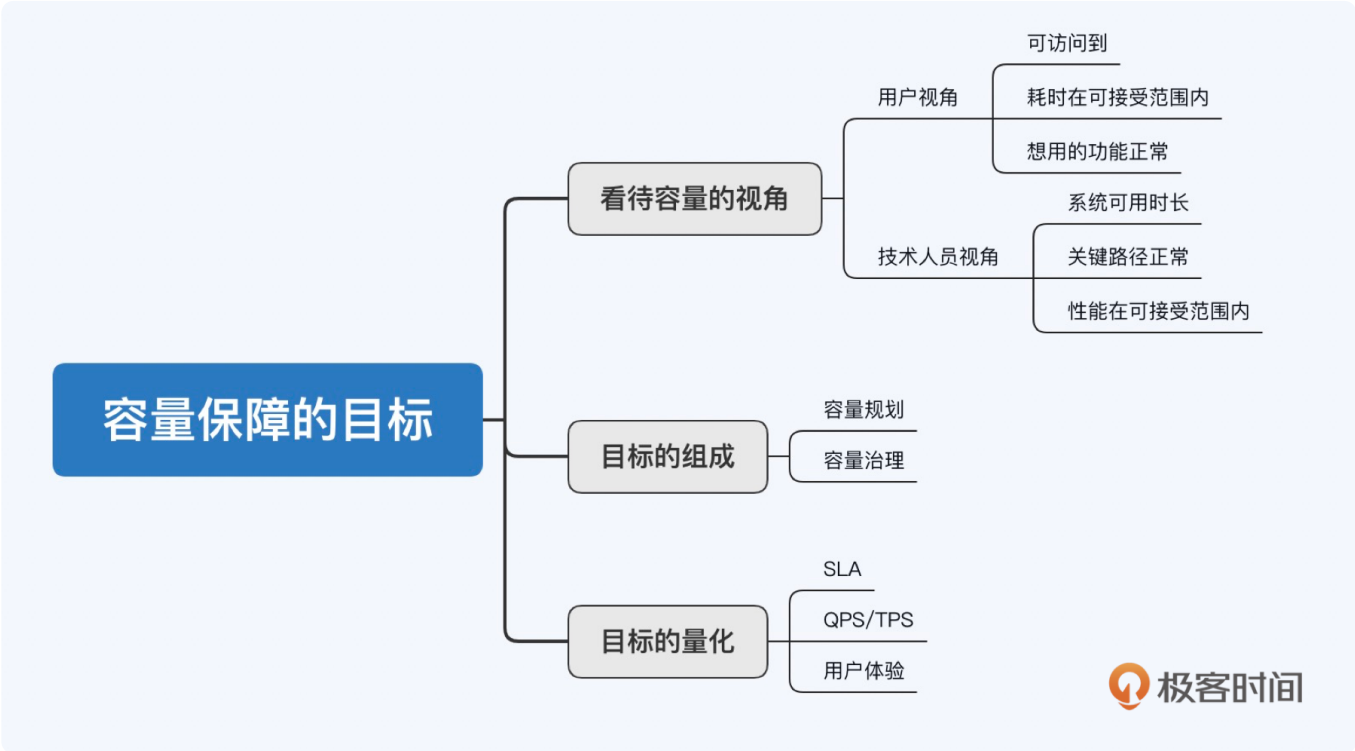 容量保障的目标
看待容量的视角
用户视角
可访问到
耗时在可接受范围内
想用的功能正常
技术人员视角
系统可用时长
关键路径正常
性能在可接受范围内
目标的组成
容量规划
容量治理
目标的量化
SLA
QPS/TPS
用户体验
极客时间